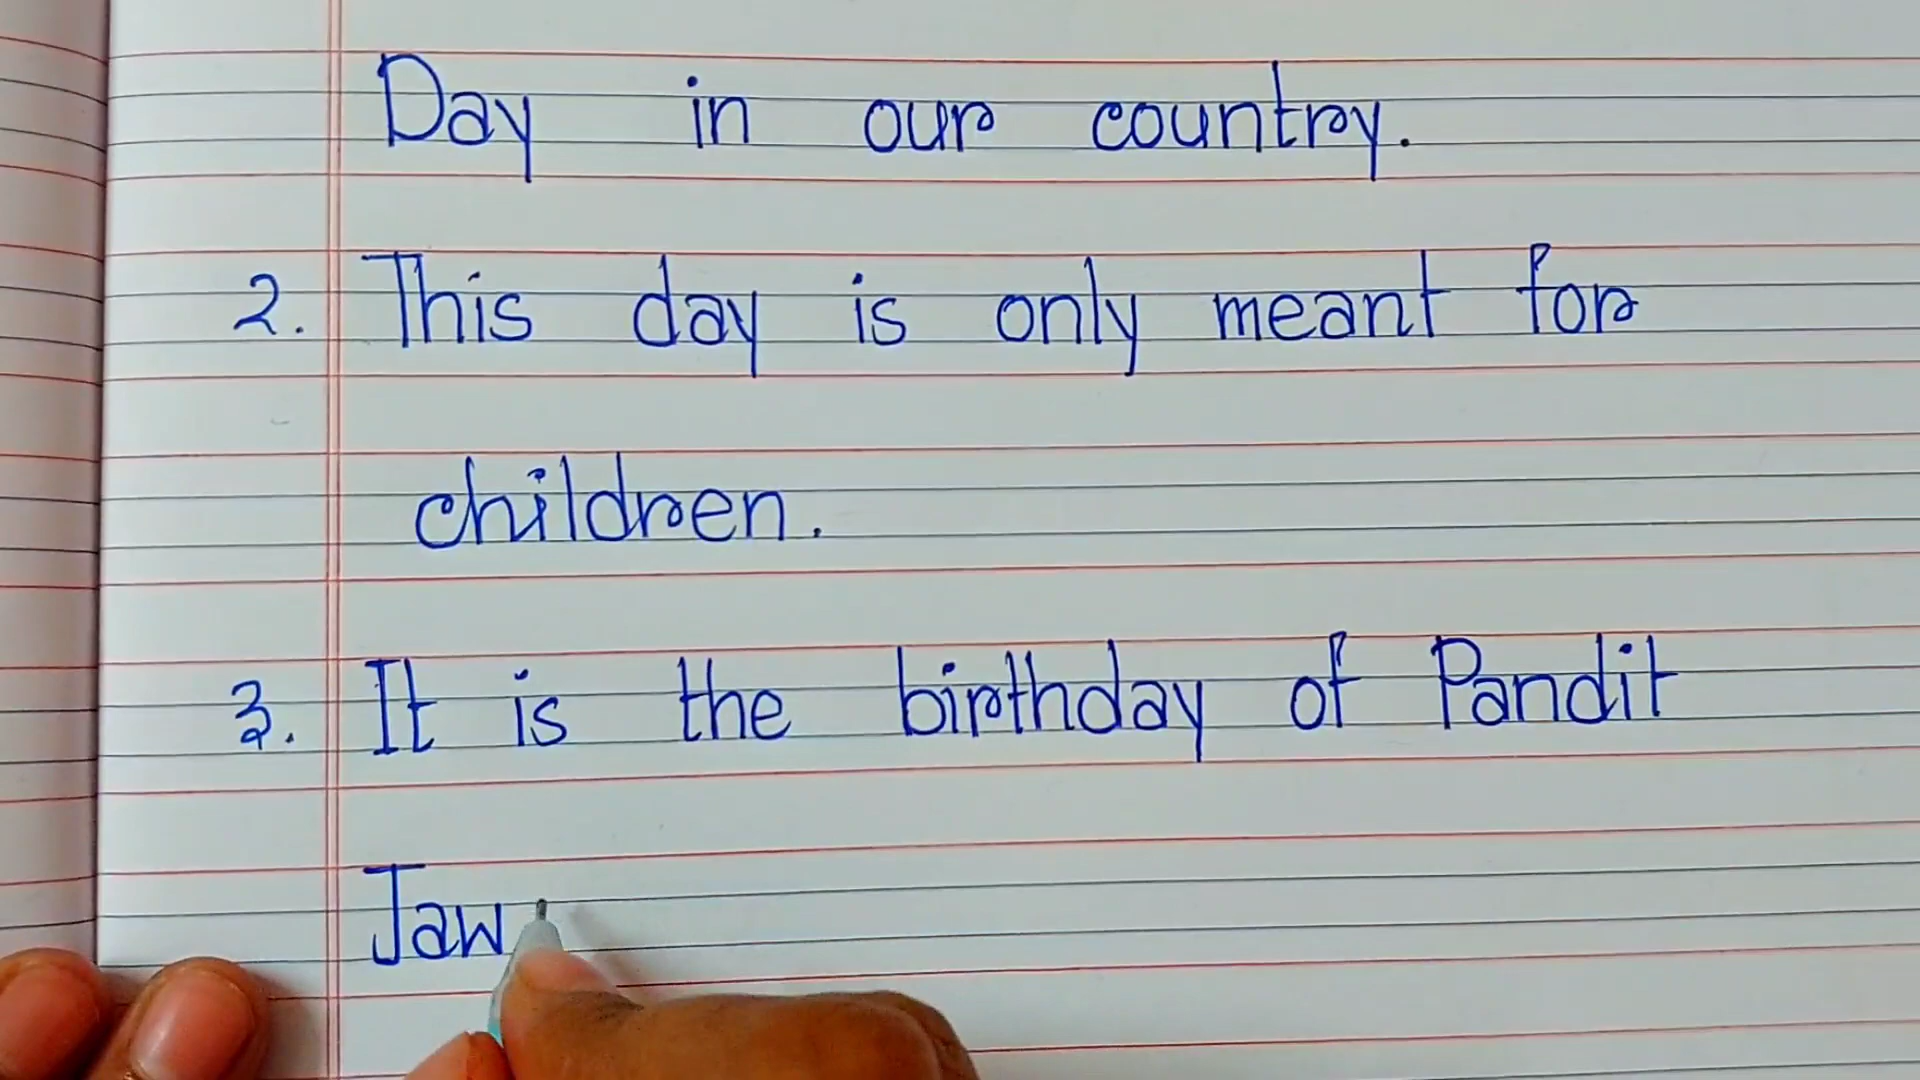 Day in our country.
2. This day is only meant for
children.
3. It is the birthday of Pandit
Jaw